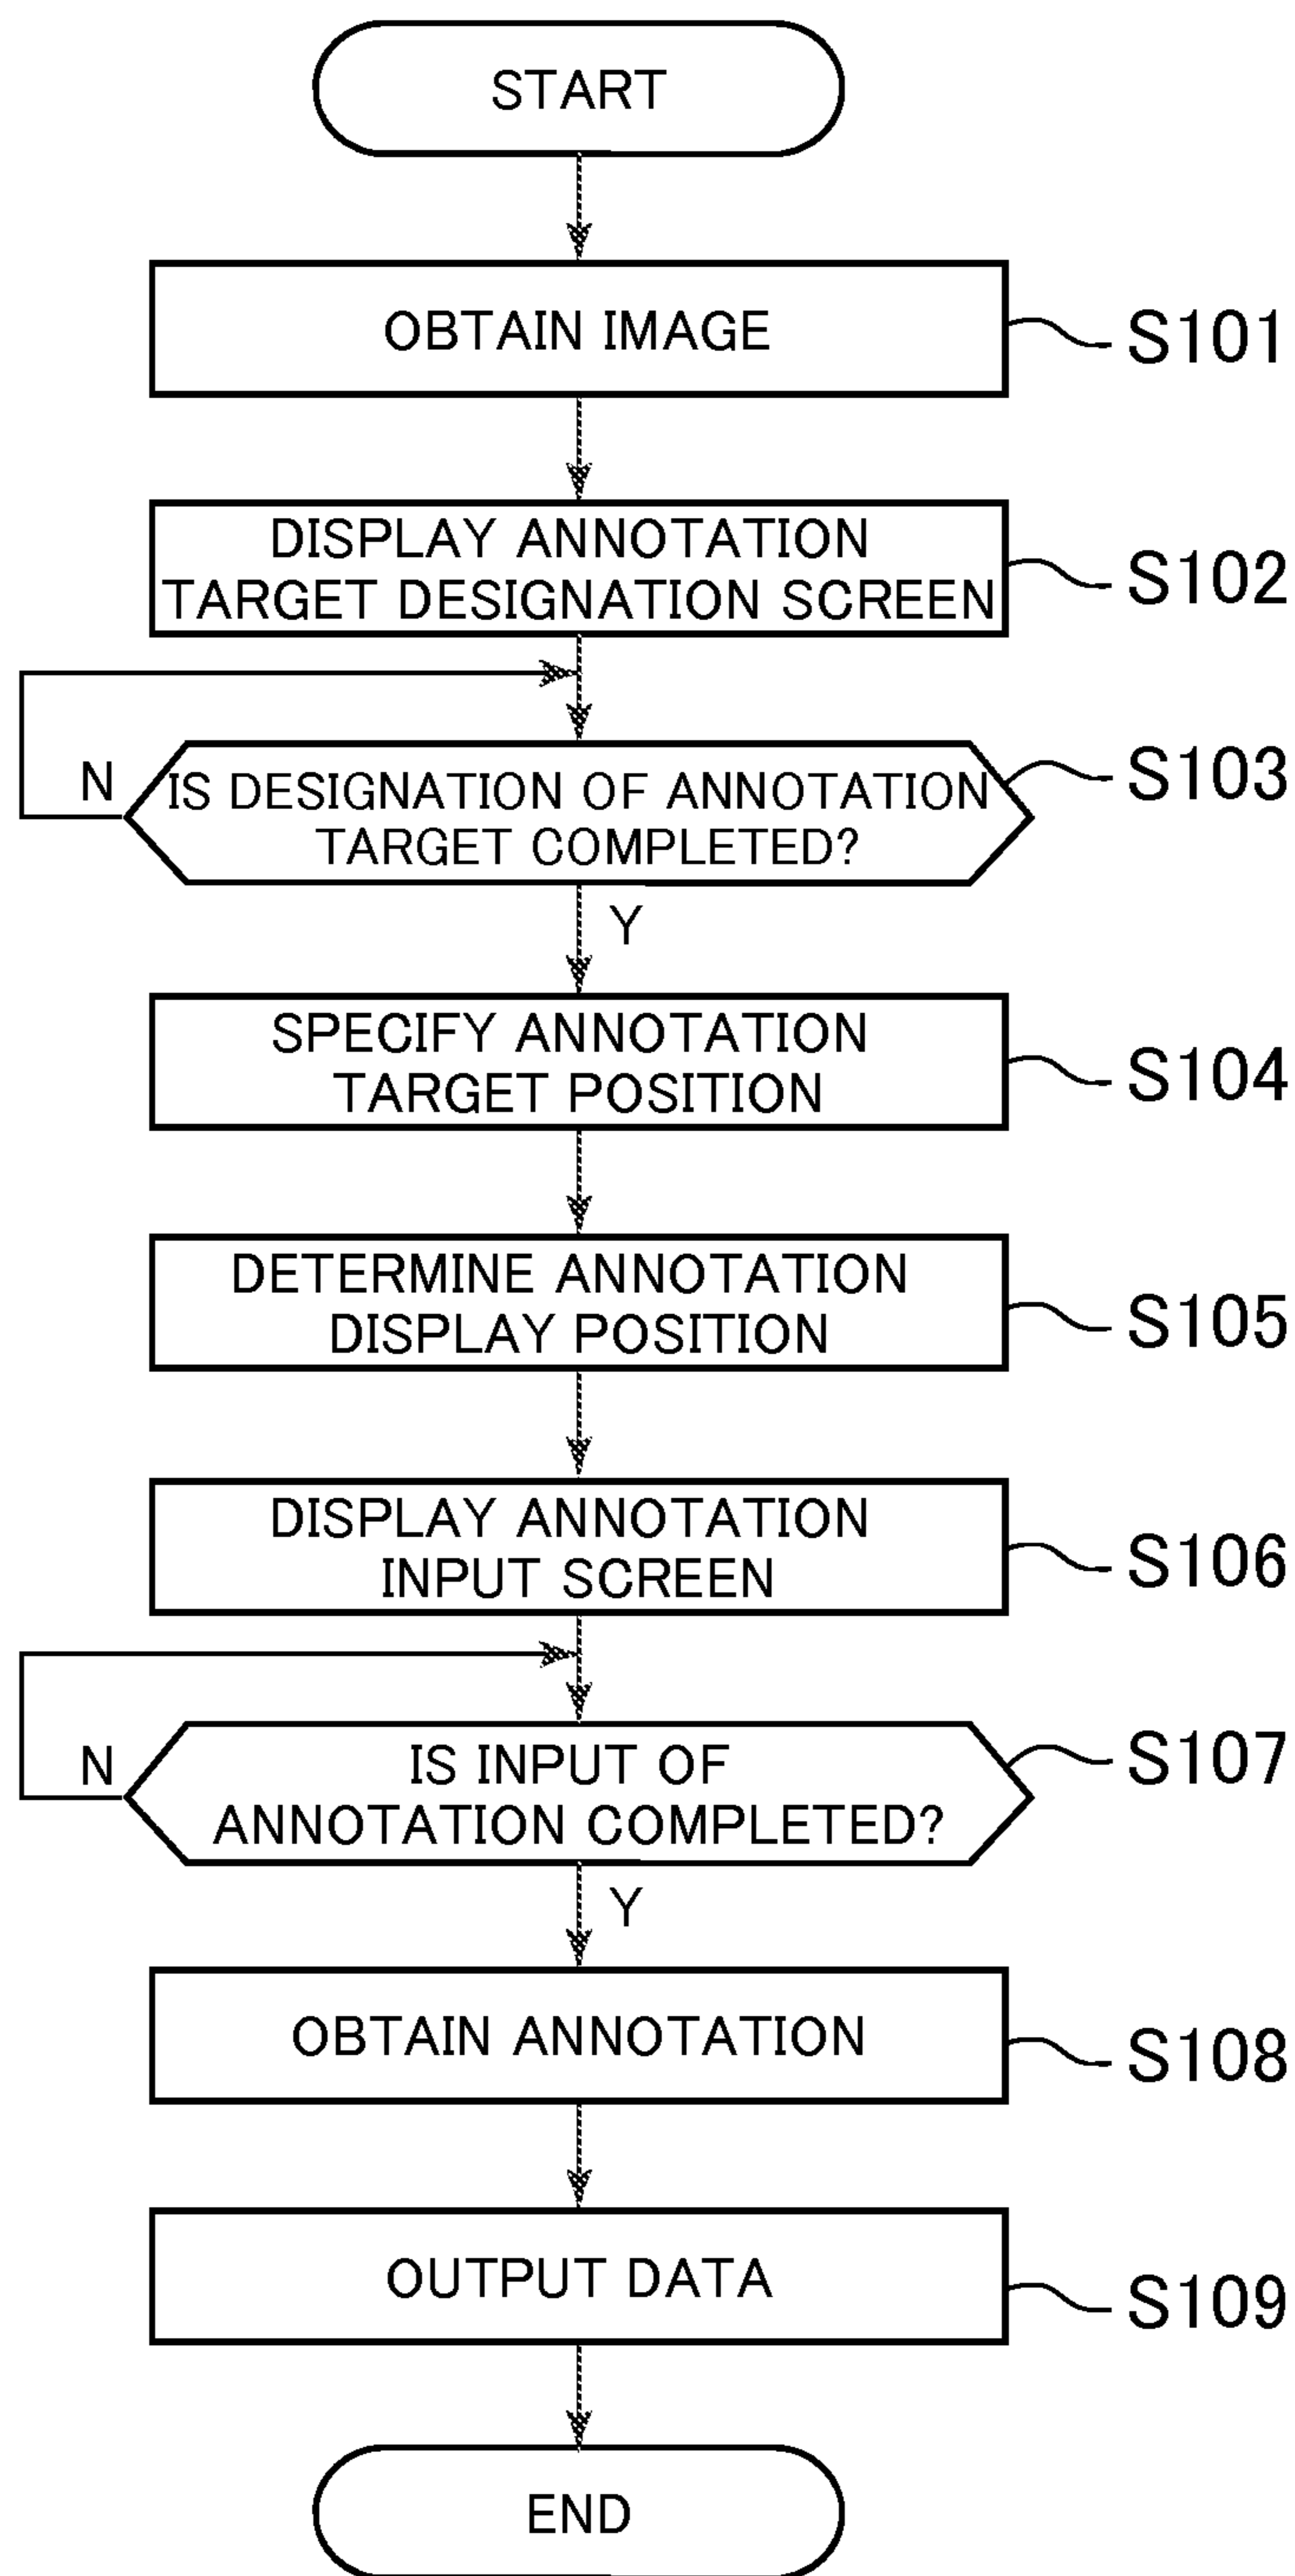 START
OBTAIN IMAGE
S101
DISPLAY ANNOTATION
TARGET DESIGNATION SCREEN
S102
N
IS DESIGNATION OF ANNOTATION
TARGET COMPLETED?
S103
Y
SPECIFY ANNOTATION
TARGET POSITION
S104
DETERMINE ANNOTATION
DISPLAY POSITION
S105
DISPLAY ANNOTATION
INPUT SCREEN
S106
N
IS INPUT OF
ANNOTATION COMPLETED?
S107
Y
OBTAIN ANNOTATION
S108
OUTPUT DATA
S109
END